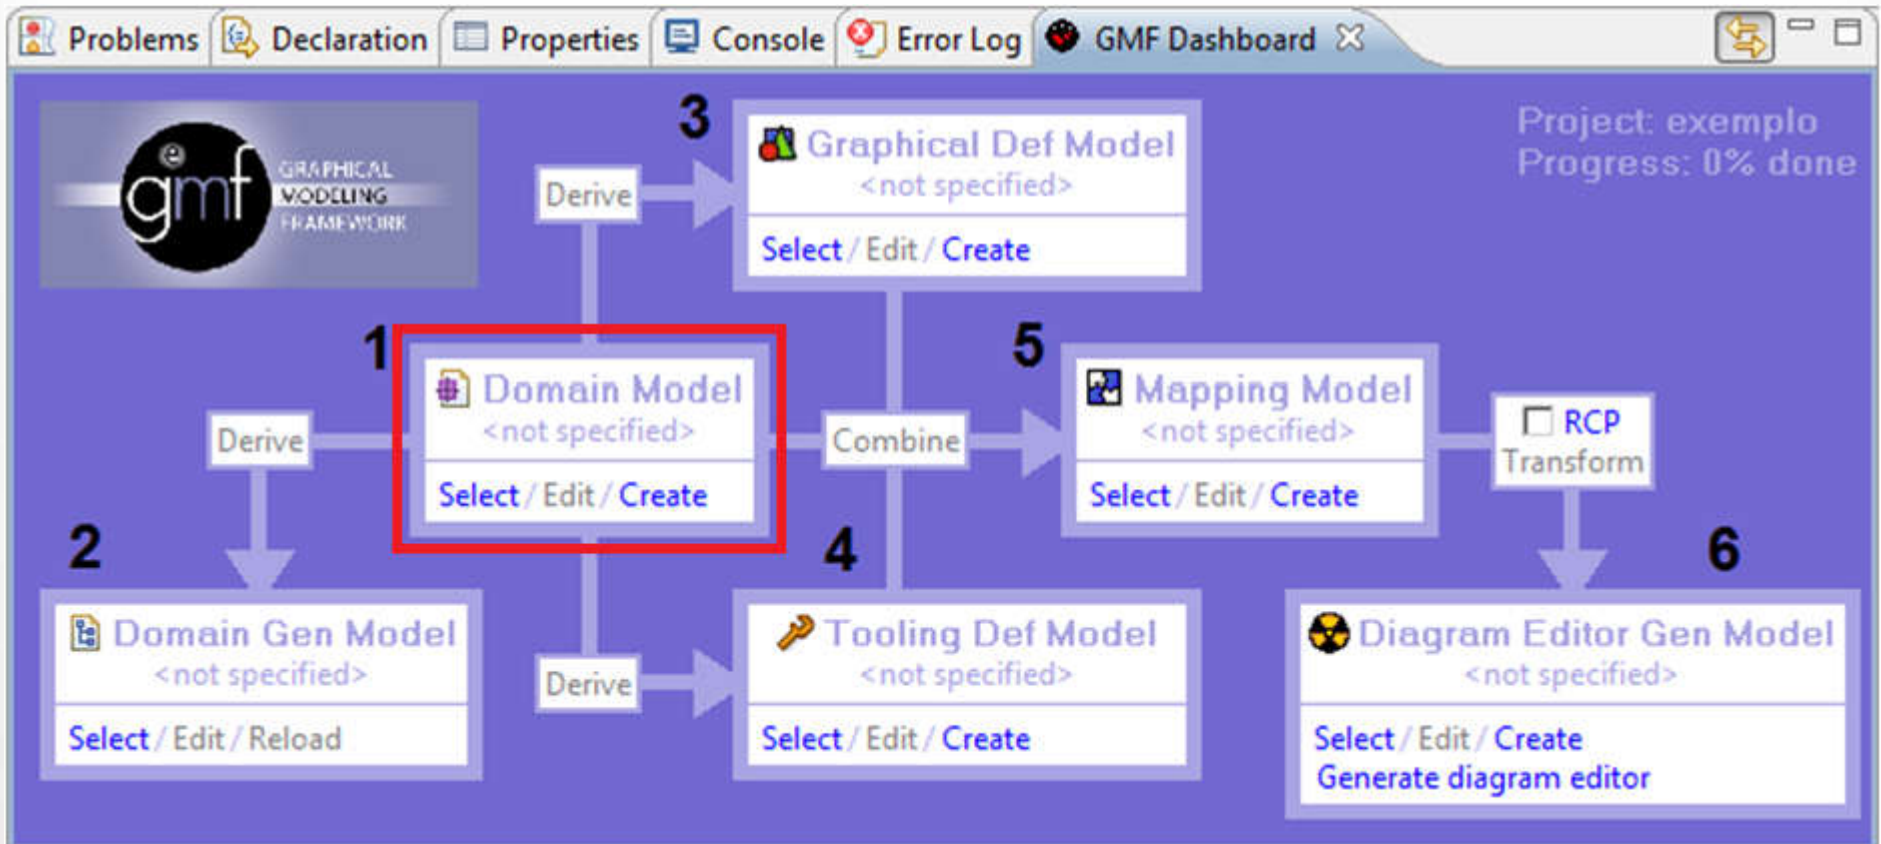 Problems Declaration Properties Console Error Log GMF Dashboard
gmf
GRAPHICAL
MODELING
FRAMEWORK
Project: exemplo
Progress: 0% done
3
Graphical Def Model
<not specified>
Select / Edit / Create
Derive
1
Domain Model
<not specified>
Select / Edit / Create
Derive
Combine
5
Mapping Model
<not specified>
Select / Edit / Create
RCP
Transform
2
Domain Gen Model
<not specified>
Select / Edit / Reload
Derive
4
Tooling Def Model
<not specified>
Select / Edit / Create
6
Diagram Editor Gen Model
<not specified>
Select / Edit / Create
Generate diagram editor